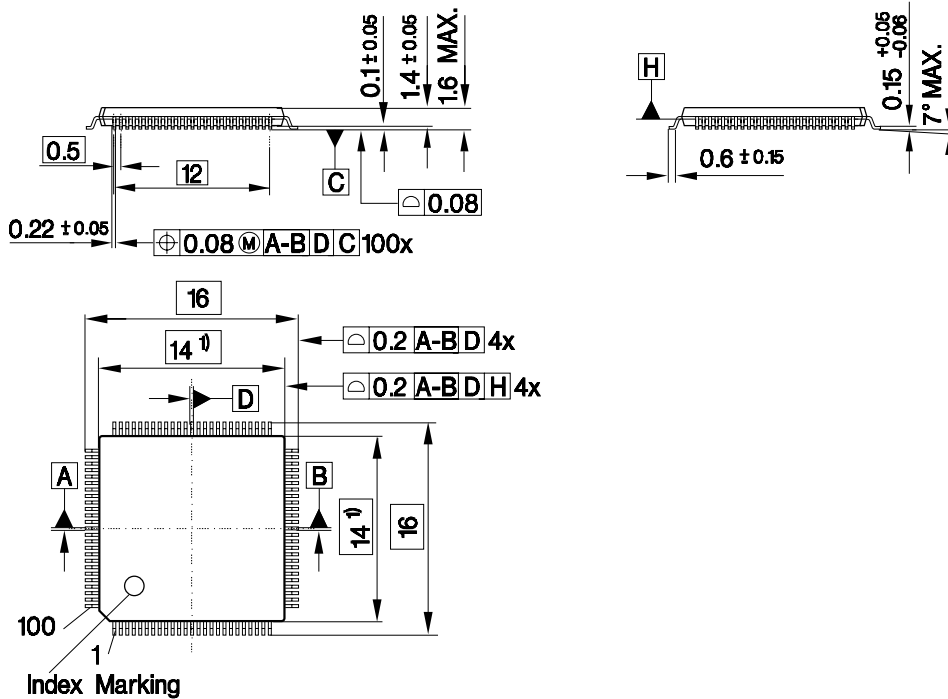 0.1 ± 0.05
1.4 ± 0.05
1.6 MAX.
H
0.15 +0.05 -0.06
7° MAX.
0.5
12
C
0.08
0.6 ± 0.15
0.22 ± 0.05
0.08 Ⓜ A-B D C 100x
16
0.2 A-B D 4x
14 1)
0.2 A-B D H 4x
D
A
B
14 1)
16
100
1
Index Marking